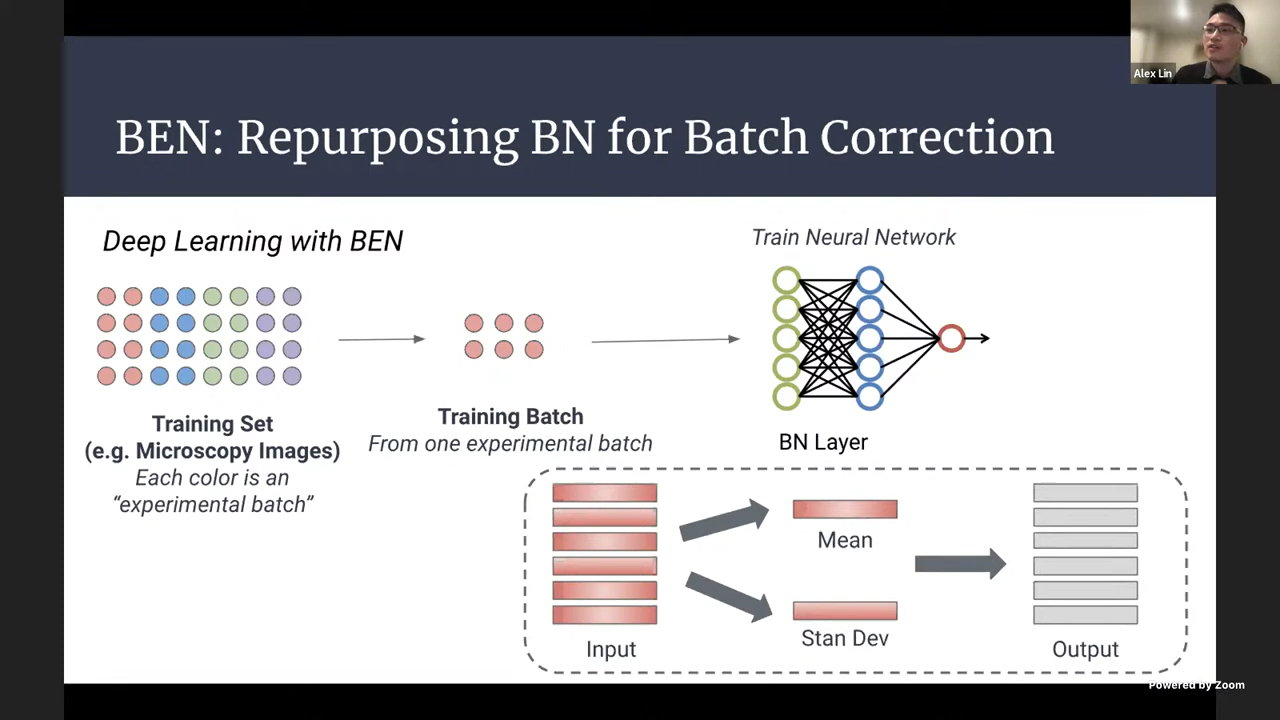 Alex Lin
BEN: Repurposing BN for Batch Correction
Deep Learning with BEN
Train Neural Network
Training Set
(e.g. Microscopy Images)
Each color is an
“experimental batch”
Training Batch
From one experimental batch
BN Layer
Input
Mean
Stan Dev
Output
Powered by Zoom